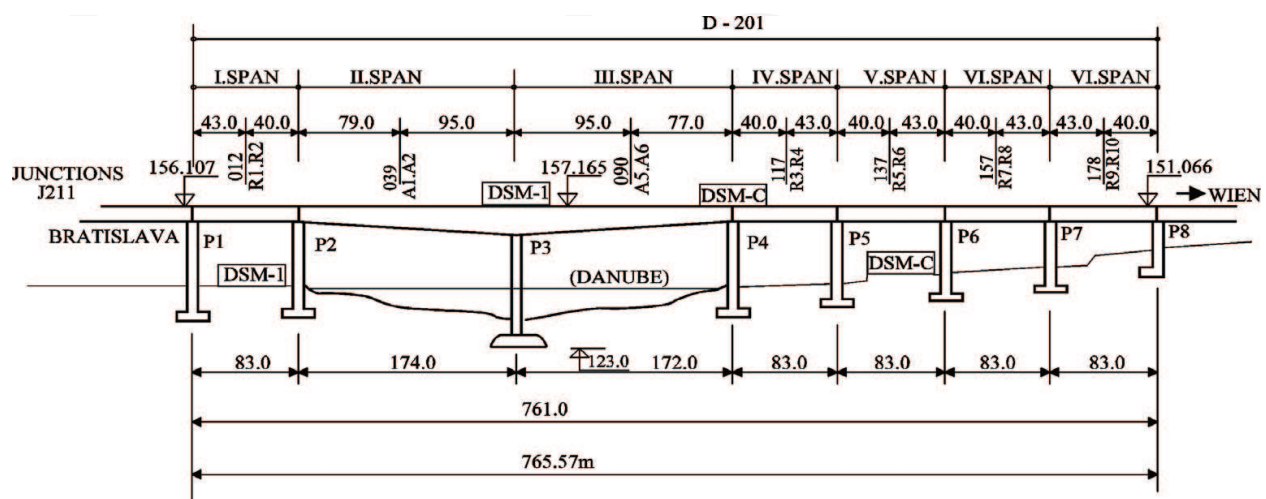 D - 201
I.SPAN II.SPAN III.SPAN IV.SPAN V.SPAN VI.SPAN VI.SPAN
43.0 40.0 79.0 95.0 95.0 77.0 40.0 43.0 40.0 43.0 40.0 43.0 43.0 40.0
012
R1.R2
039
A1.A2
090
A5.A6
117
R3.R4
137
R5.R6
157
R7.R8
178
R9.R10
JUNCTIONS
J211
156.107
157.165
151.066
DSM-1
DSM-C
WIEN
BRATISLAVA
P1 P2 P3 P4 P5 P6 P7 P8
DSM-1
(DANUBE)
DSM-C
123.0
83.0 174.0 172.0 83.0 83.0 83.0 83.0
761.0
765.57m